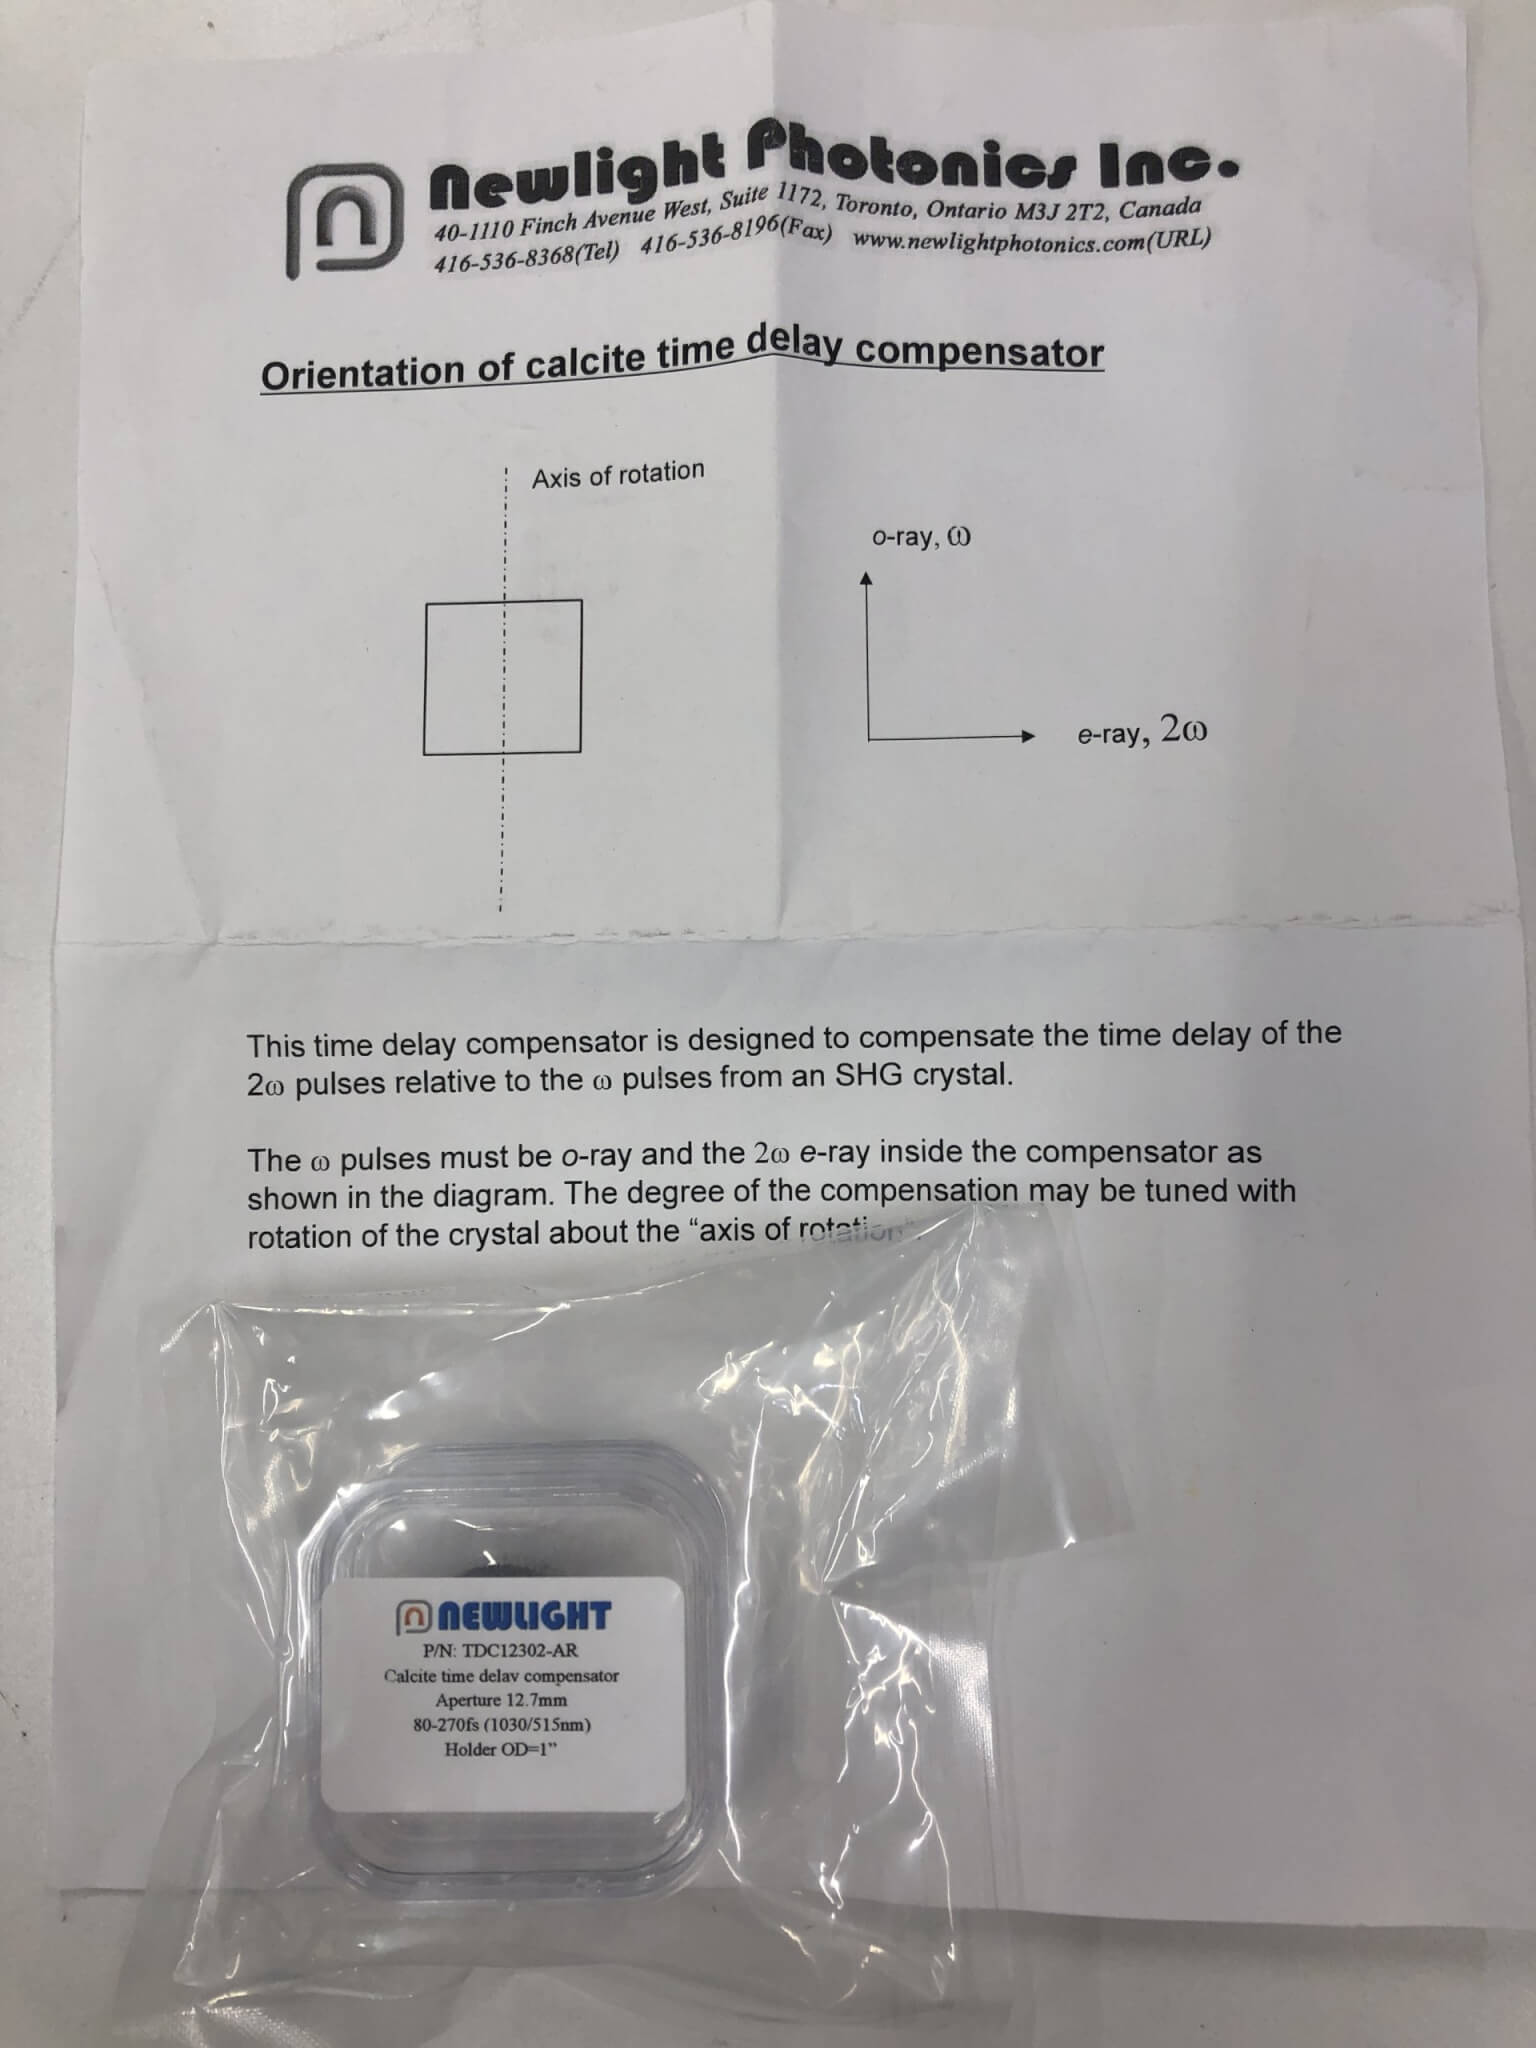 Newlight Photonics Inc.
40-1110 Finch Avenue West, Suite 1172, Toronto, Ontario M3J 2T2, Canada
416-536-8368(Tel) 416-536-8196(Fax) www.newlightphotonics.com(URL)
Orientation of calcite time delay compensator
Axis of rotation
o-ray, ω
e-ray, 2ω
This time delay compensator is designed to compensate the time delay of the
2ω pulses relative to the ω pulses from an SHG crystal.
The ω pulses must be o-ray and the 2ω e-ray inside the compensator as
shown in the diagram. The degree of the compensation may be tuned with
rotation of the crystal about the “axis of rotation”.
NEWLIGHT
P/N: TDC12302-AR
Calcite time delay compensator
Aperture 12.7mm
80-270fs (1030/515nm)
Holder OD=1”